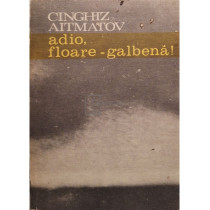 CINGHIZ
AITMATOV
adio,
floare-galbenă!